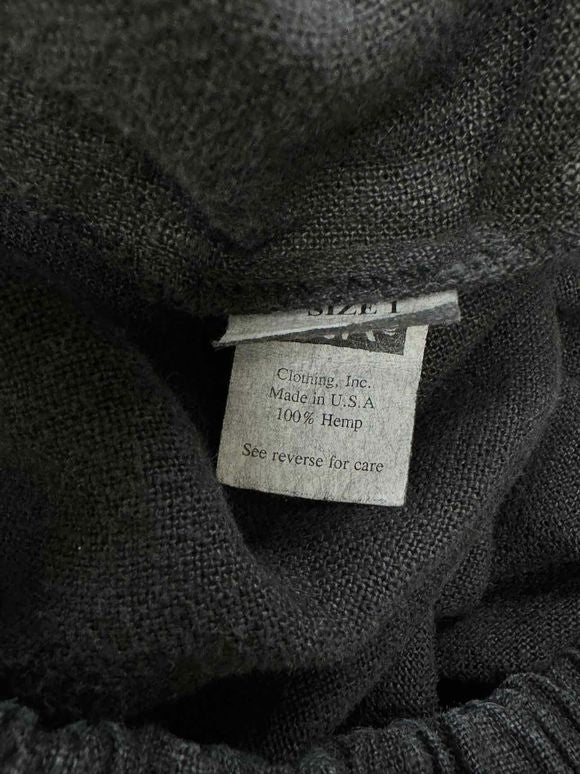 SIZE 1
Clothing, Inc.
Made in U.S.A
100% Hemp
See reverse for care